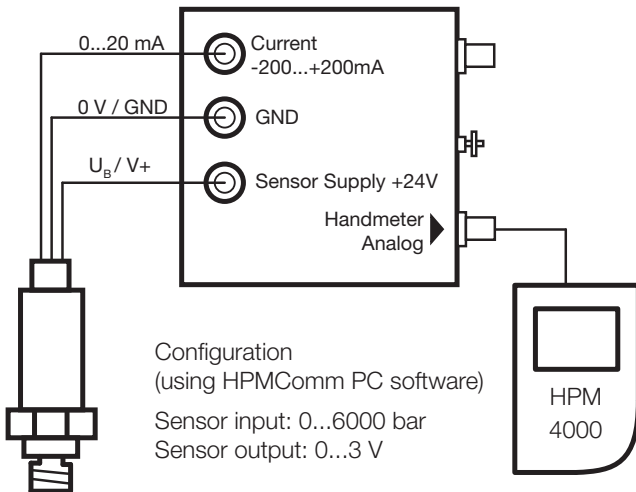 0...20 mA
Current
-200...+200mA
0 V / GND
GND
U_B / V+
Sensor Supply +24V
Handmeter
Analog
Configuration
(using HPMComm PC software)
Sensor input: 0...6000 bar
Sensor output: 0...3 V
HPM
4000